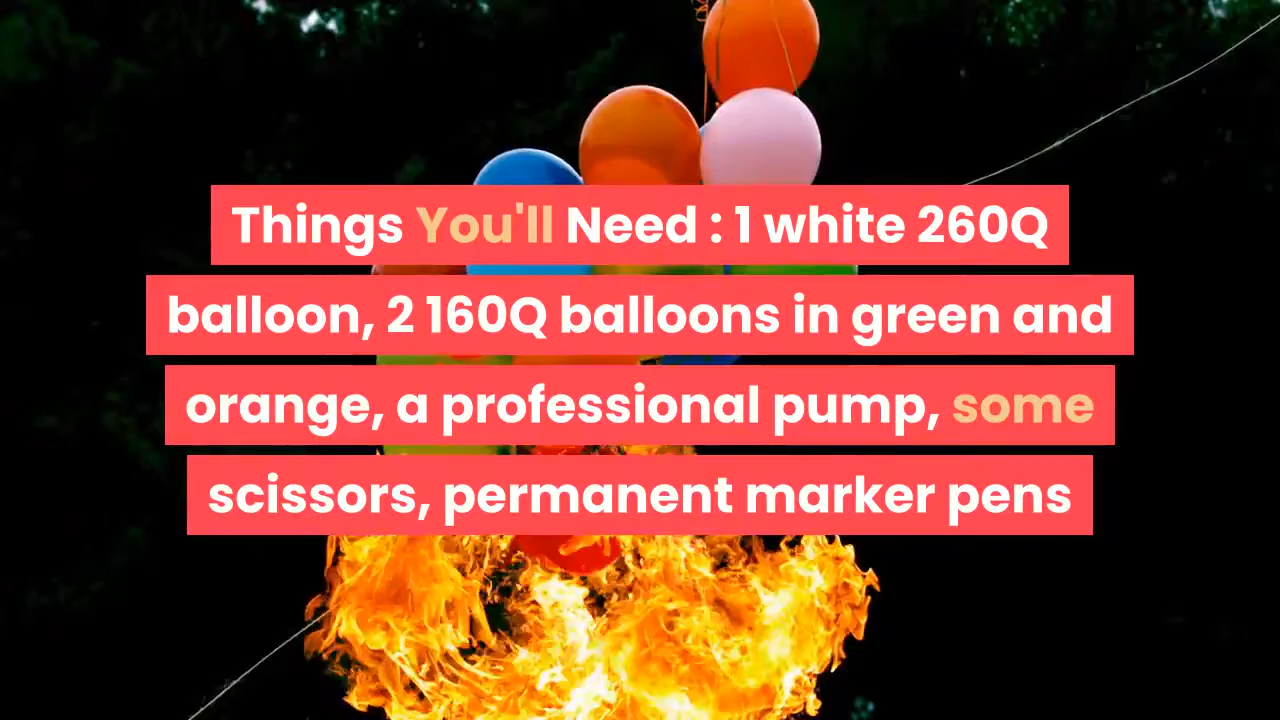 Things You'll Need : 1 white 260Q
balloon, 2 160Q balloons in green and
orange, a professional pump, some
scissors, permanent marker pens